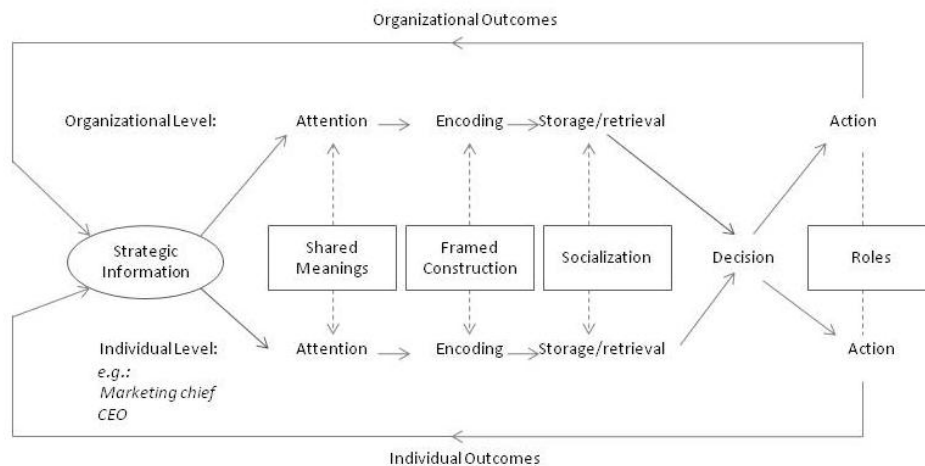 Organizational Outcomes
Organizational Level:
Attention
Encoding
Storage/retrieval
Action
Strategic
Information
Shared
Meanings
Framed
Construction
Socialization
Decision
Roles
Individual Level:
e.g.:
Marketing chief
CEO
Attention
Encoding
Storage/retrieval
Action
Individual Outcomes